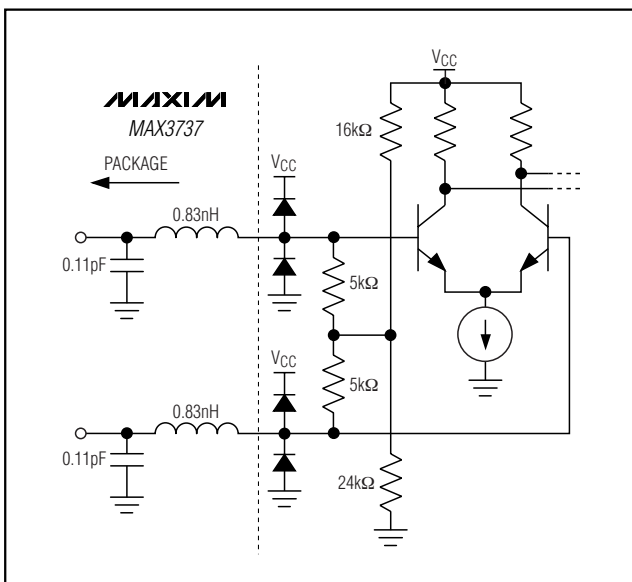 VCC
MAXIM
MAX3737
16kΩ
PACKAGE
VCC
0.83nH
0.11pF
5kΩ
VCC
5kΩ
0.83nH
0.11pF
24kΩ